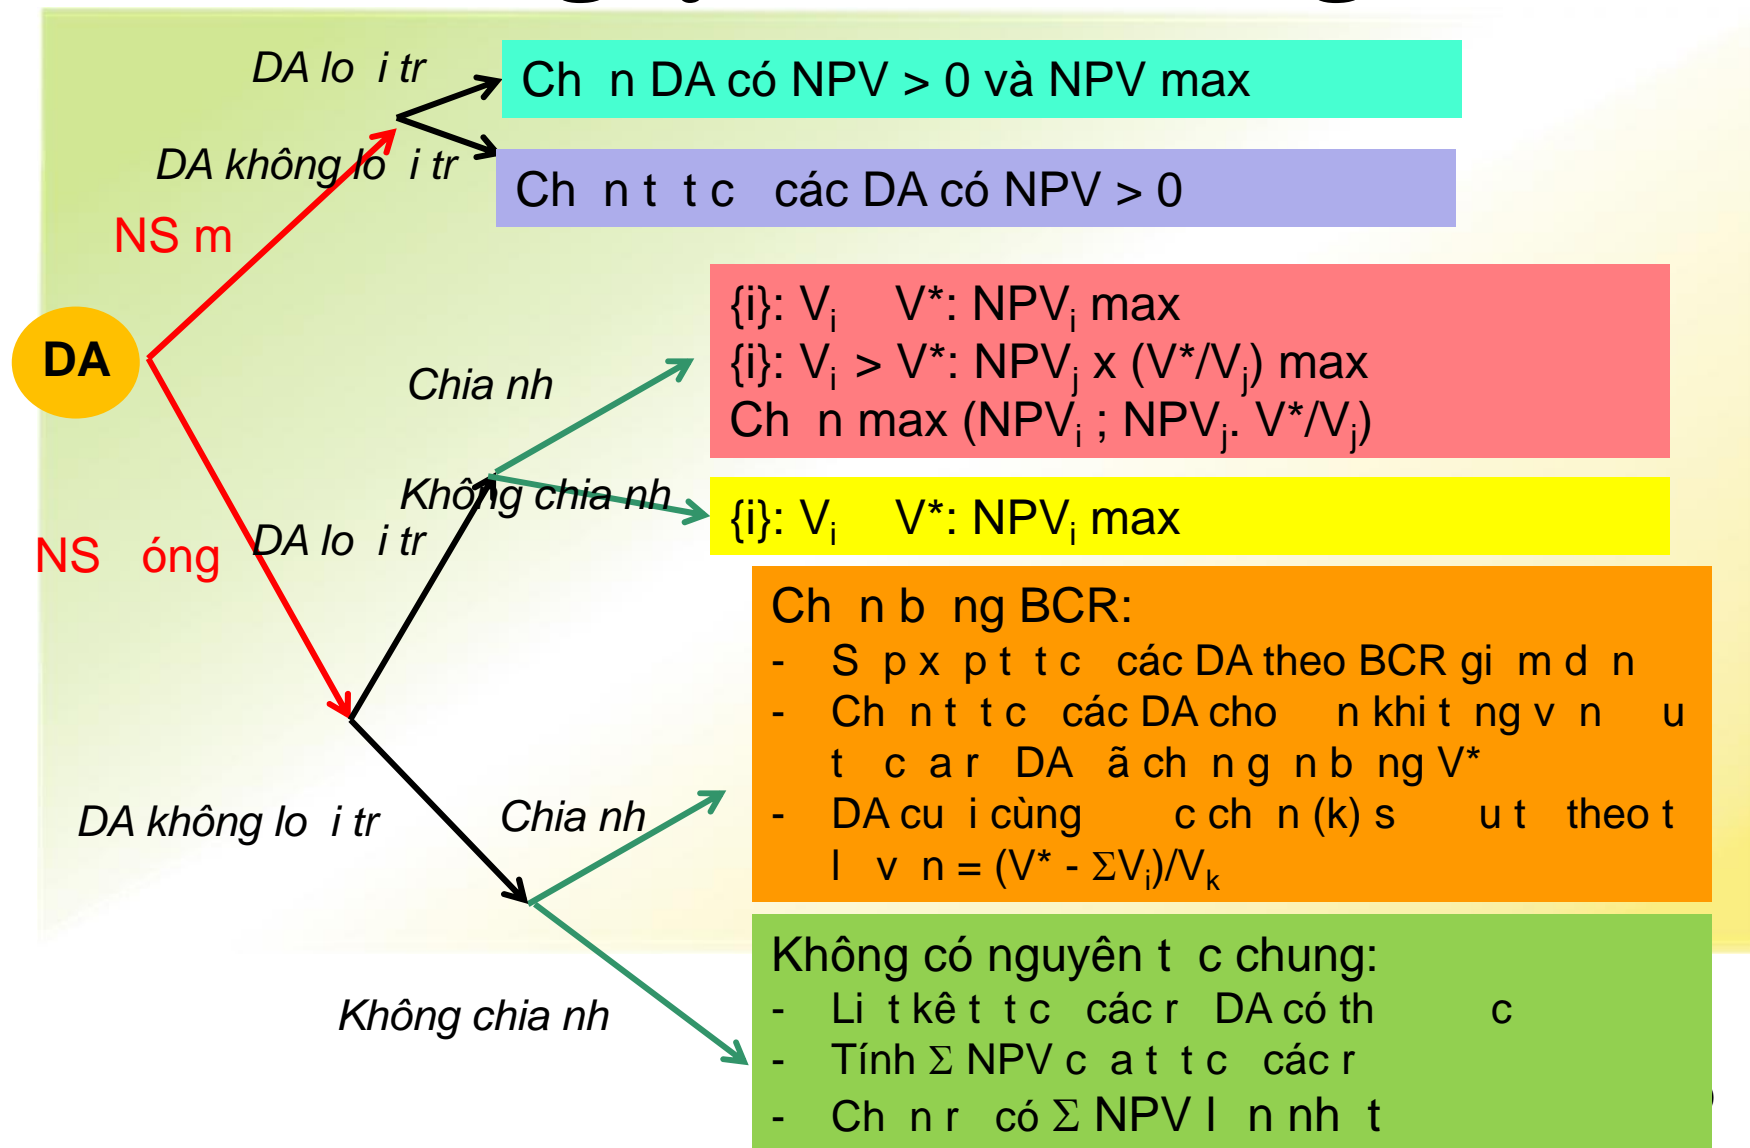 DA lo i tr
Ch n DA có NPV > 0 và NPV max
DA không lo i tr
Ch n t t c các DA có NPV > 0
NS m
{i}: Vi V*: NPVi max
{i}: Vi > V*: NPVj x (V*/Vj) max
Ch n max (NPVi ; NPVj. V*/Vj)
DA
Chia nh
Không chia nh
{i}: Vi V*: NPVi max
DA lo i tr
NS óng
Ch n b ng BCR:
- S p x p t t c các DA theo BCR gi m d n
- Ch n t t c các DA cho n khi t ng v n u
t c a r DA ã ch n g n b ng V*
- DA cu i cùng c ch n (k) s u t theo t
l v n = (V* - ΣVi)/Vk
DA không lo i tr
Chia nh
Không chia nh
Không có nguyên t c chung:
- Li t kê t t c các r DA có th c
- Tính Σ NPV c a t t c các r
- Ch n r có Σ NPV l n nh t